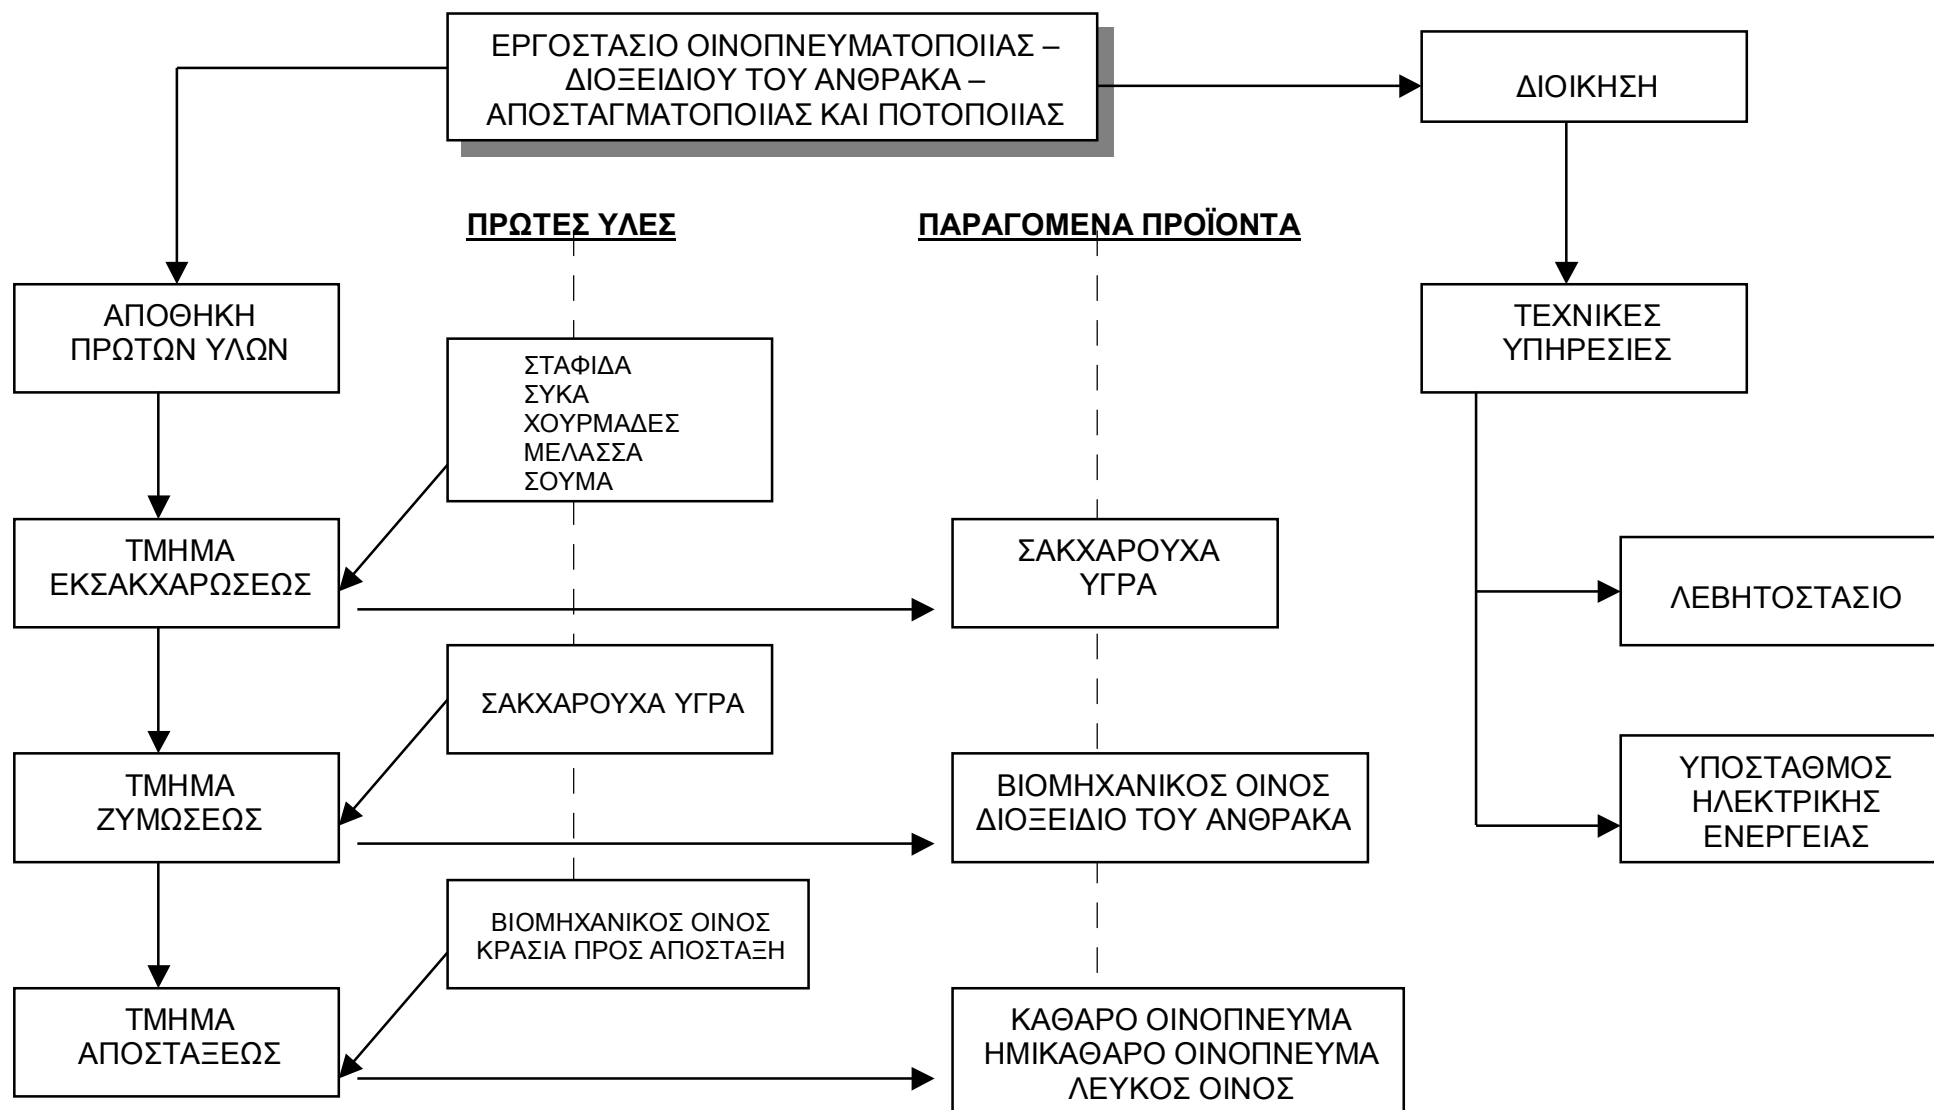 ΕΡΓΟΣΤΑΣΙΟ ΟΙΝΟΠΝΕΥΜΑΤΟΠΟΙΙΑΣ –
ΔΙΟΞΕΙΔΙΟΥ ΤΟΥ ΑΝΘΡΑΚΑ –
ΑΠΟΣΤΑΓΜΑΤΟΠΟΙΙΑΣ ΚΑΙ ΠΟΤΟΠΟΙΙΑΣ
ΔΙΟΙΚΗΣΗ
ΠΡΩΤΕΣ ΥΛΕΣ
ΠΑΡΑΓΟΜΕΝΑ ΠΡΟΪΟΝΤΑ
ΑΠΟΘΗΚΗ
ΠΡΩΤΩΝ ΥΛΩΝ
ΤΕΧΝΙΚΕΣ
ΥΠΗΡΕΣΙΕΣ
ΣΤΑΦΙΔΑ
ΣΥΚΑ
ΧΟΥΡΜΑΔΕΣ
ΜΕΛΑΣΣΑ
ΣΟΥΜΑ
ΤΜΗΜΑ
ΕΚΣΑΚΧΑΡΩΣΕΩΣ
ΣΑΚΧΑΡΟΥΧΑ
ΥΓΡΑ
ΛΕΒΗΤΟΣΤΑΣΙΟ
ΣΑΚΧΑΡΟΥΧΑ ΥΓΡΑ
ΤΜΗΜΑ
ΖΥΜΩΣΕΩΣ
ΒΙΟΜΗΧΑΝΙΚΟΣ ΟΙΝΟΣ
ΔΙΟΞΕΙΔΙΟ ΤΟΥ ΑΝΘΡΑΚΑ
ΥΠΟΣΤΑΘΜΟΣ
ΗΛΕΚΤΡΙΚΗΣ
ΕΝΕΡΓΕΙΑΣ
ΒΙΟΜΗΧΑΝΙΚΟΣ ΟΙΝΟΣ
ΚΡΑΣΙΑ ΠΡΟΣ ΑΠΟΣΤΑΞΗ
ΤΜΗΜΑ
ΑΠΟΣΤΑΞΕΩΣ
ΚΑΘΑΡΟ ΟΙΝΟΠΝΕΥΜΑ
ΗΜΙΚΑΘΑΡΟ ΟΙΝΟΠΝΕΥΜΑ
ΛΕΥΚΟΣ ΟΙΝΟΣ